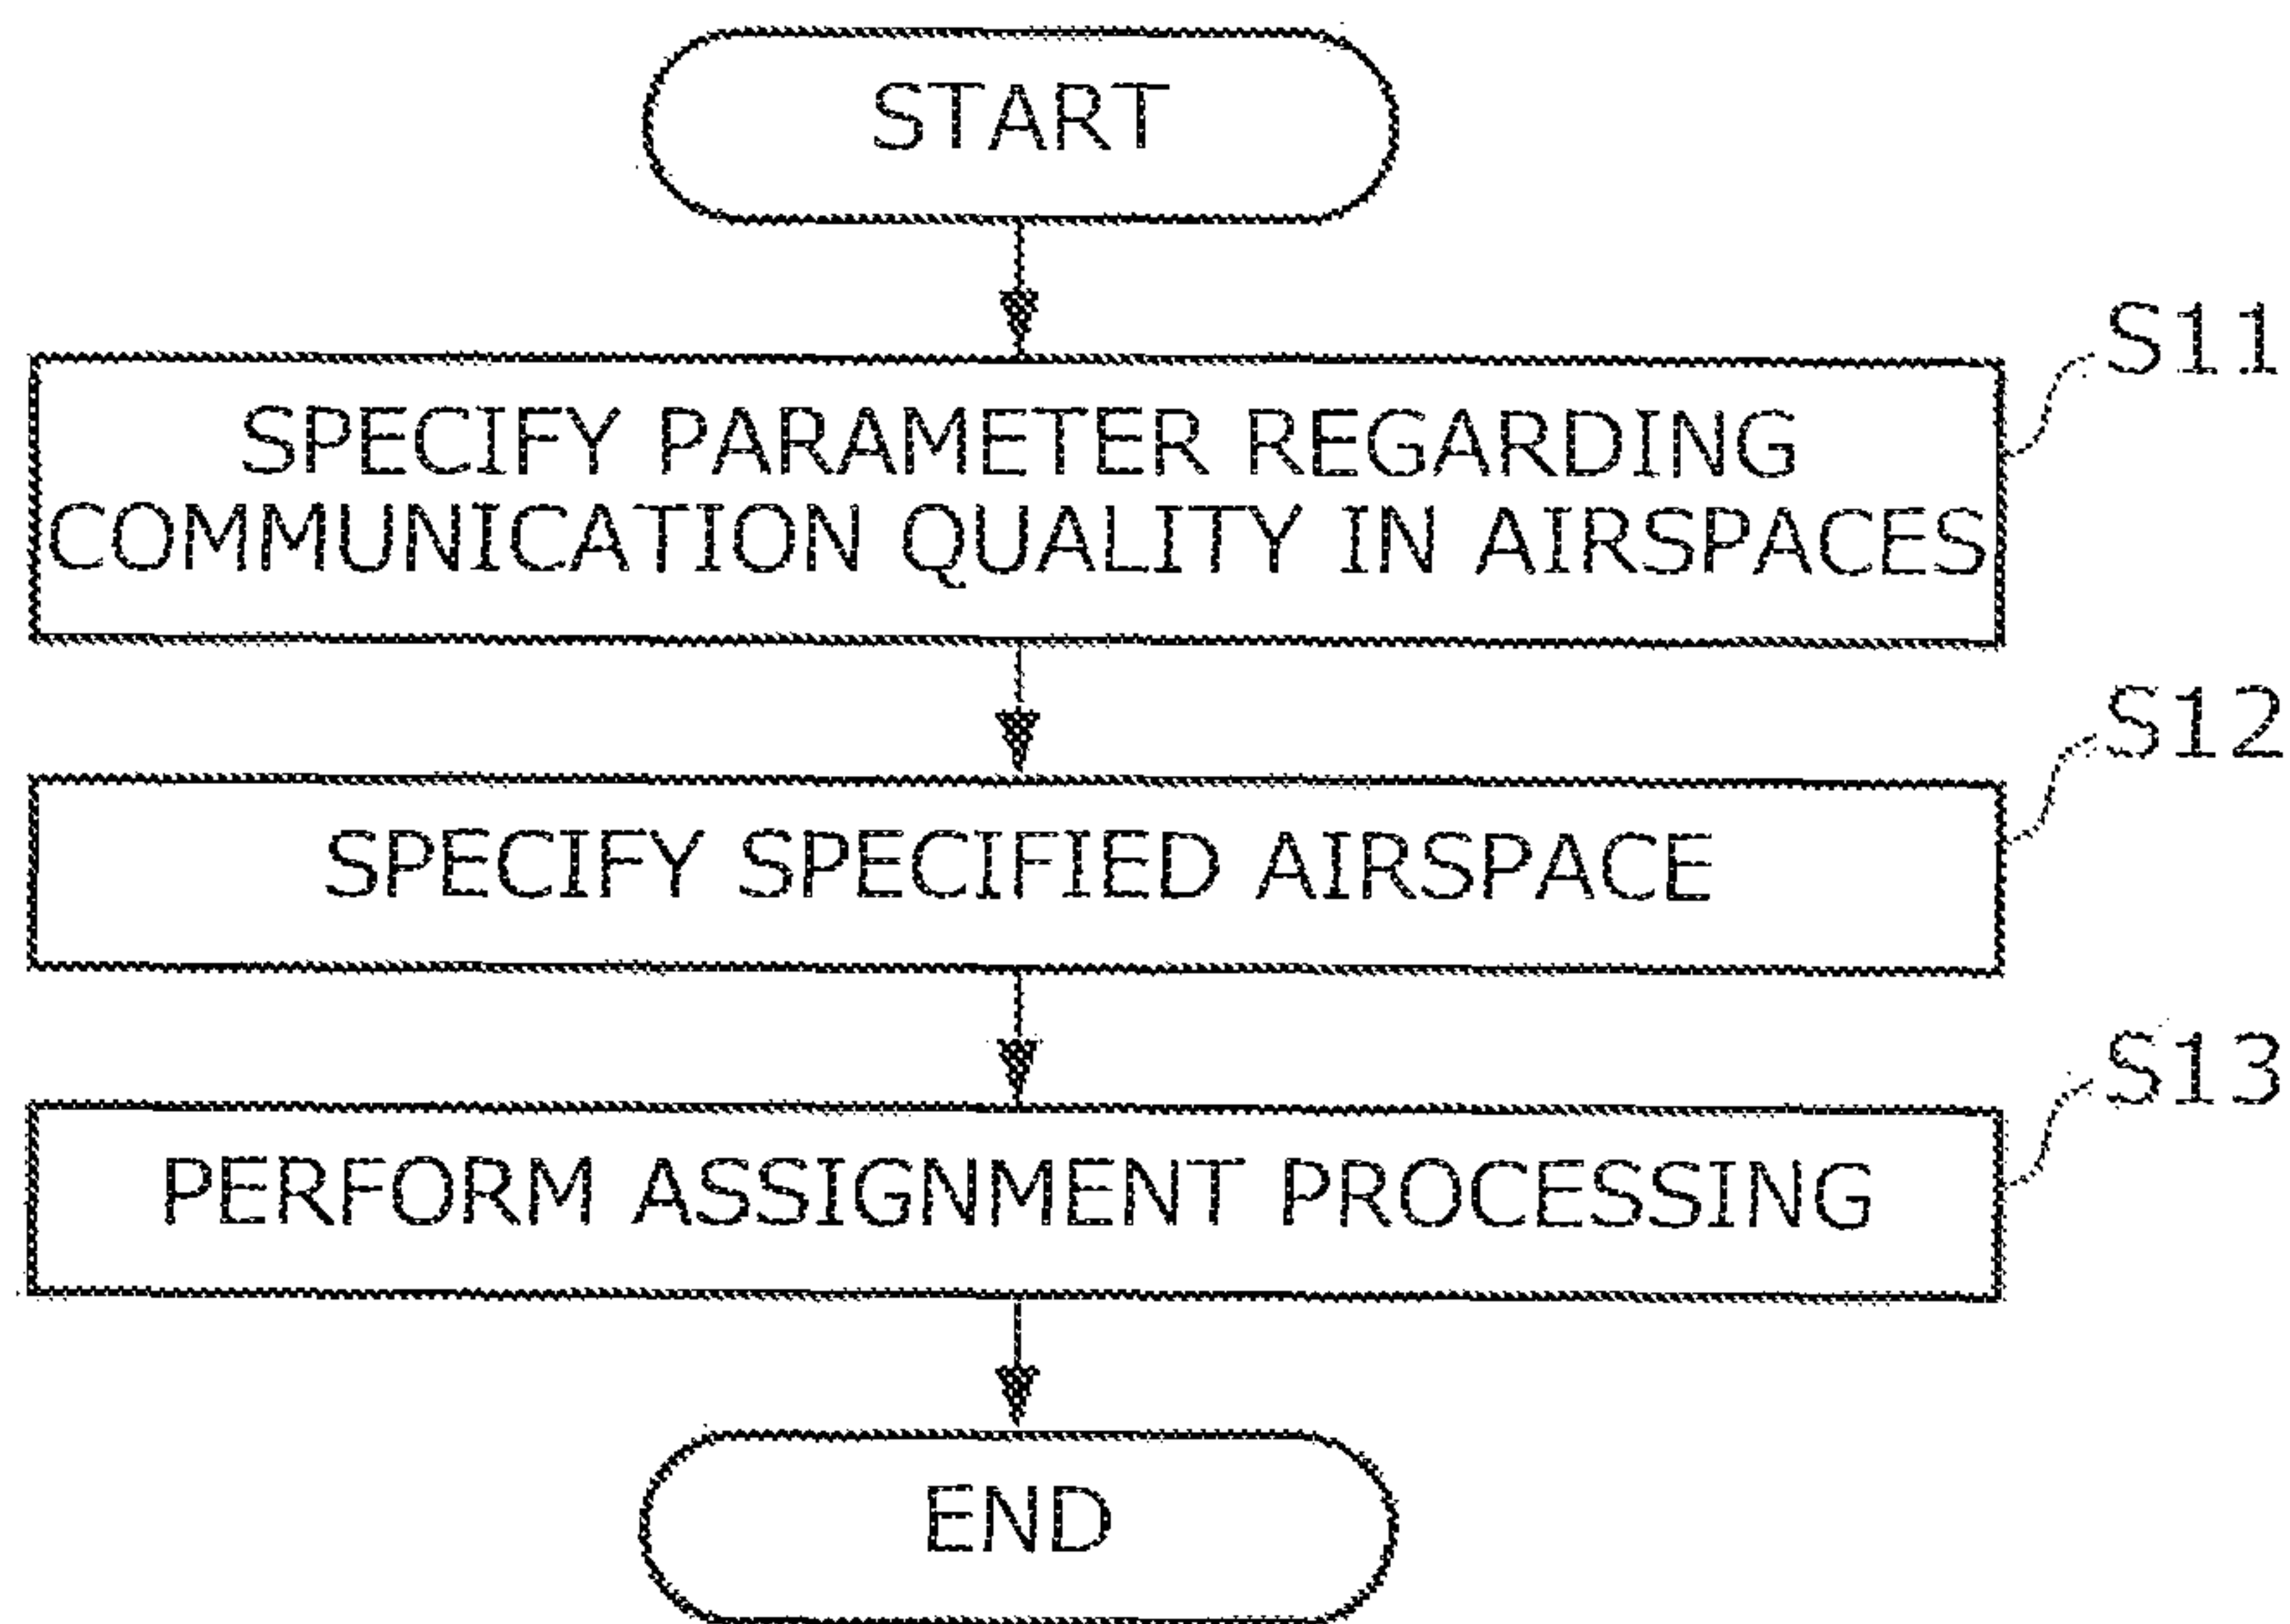 START
S11
SPECIFY PARAMETER REGARDING
COMMUNICATION QUALITY IN AIRSPACES
S12
SPECIFY SPECIFIED AIRSPACE
S13
PERFORM ASSIGNMENT PROCESSING
END